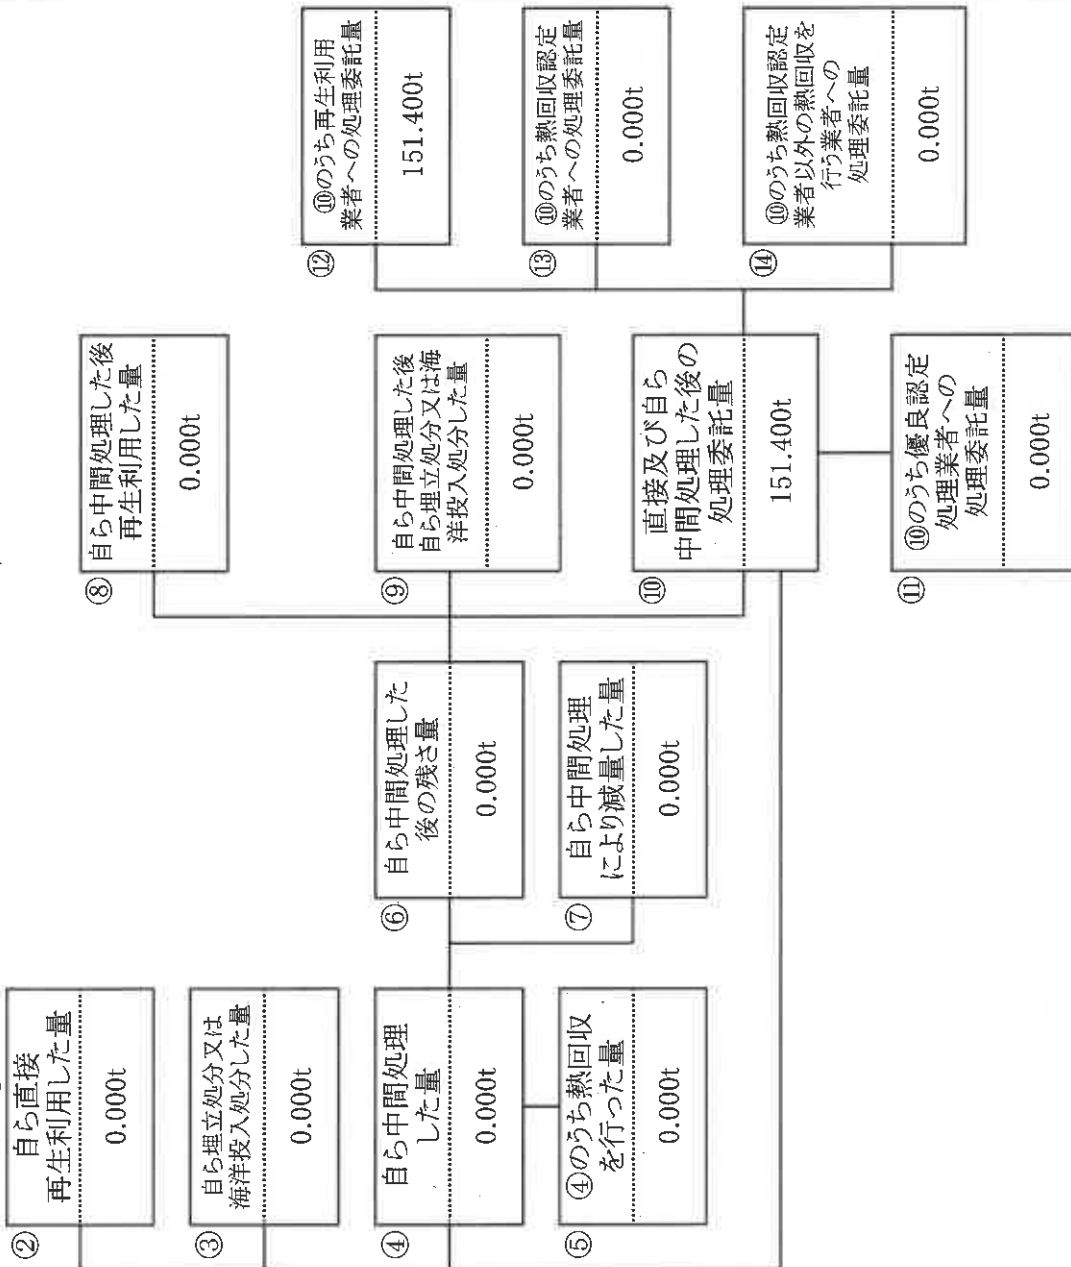 ②
自ら直接
再生利用した量
0.000t
③
自ら埋立処分又は
海洋投入処分した量
0.000t
④
自ら中間処理
した量
0.000t
⑤
④のうち熱回収
を行った量
0.000t
⑥
自ら中間処理した
後の残さ量
0.000t
⑦
自ら中間処理
により減量した量
0.000t
⑧
自ら中間処理した後
再生利用した量
0.000t
⑨
自ら中間処理した後
自ら埋立処分又は海
洋投入処分した量
0.000t
⑩
直接及び自ら
中間処理した後の
処理委託量
151.400t
⑪
⑩のうち優良認定
処理業者への
処理委託量
0.000t
⑫
⑩のうち再生利用
業者への処理委託量
151.400t
⑬
⑩のうち熱回収認定
業者への処理委託量
0.000t
⑭
⑩のうち熱回収認定
業者以外の熱回収を
行う業者への
処理委託量
0.000t